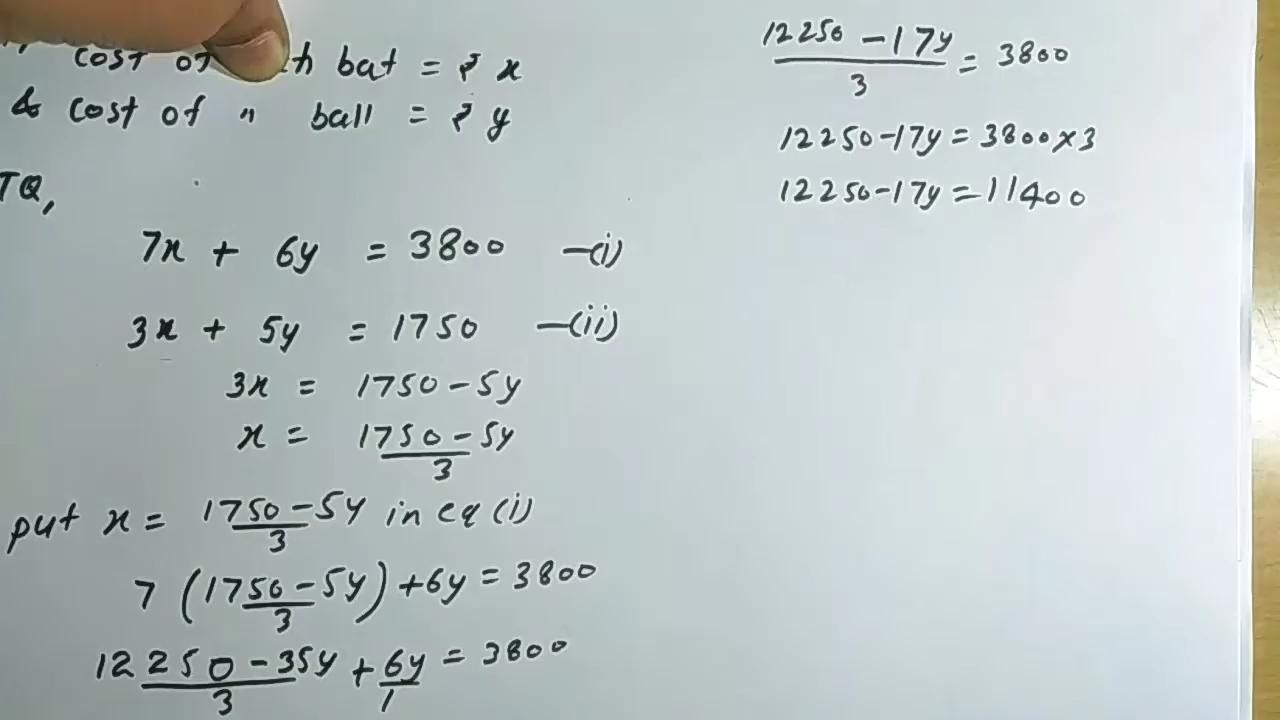 cost of bat = ₹ x
& cost of " ball = ₹ y
TQ,
7x + 6y = 3800 —(i)
3x + 5y = 1750 —(ii)
3x = 1750 - 5y
x = 1750 - 5y / 3
put x = 1750 - 5y / 3 in eq (i)
7 (1750 - 5y / 3) + 6y = 3800
12250 - 35y / 3 + 6y / 1 = 3800
12250 - 17y / 3 = 3800
12250 - 17y = 3800 x 3
12250 - 17y = 11400